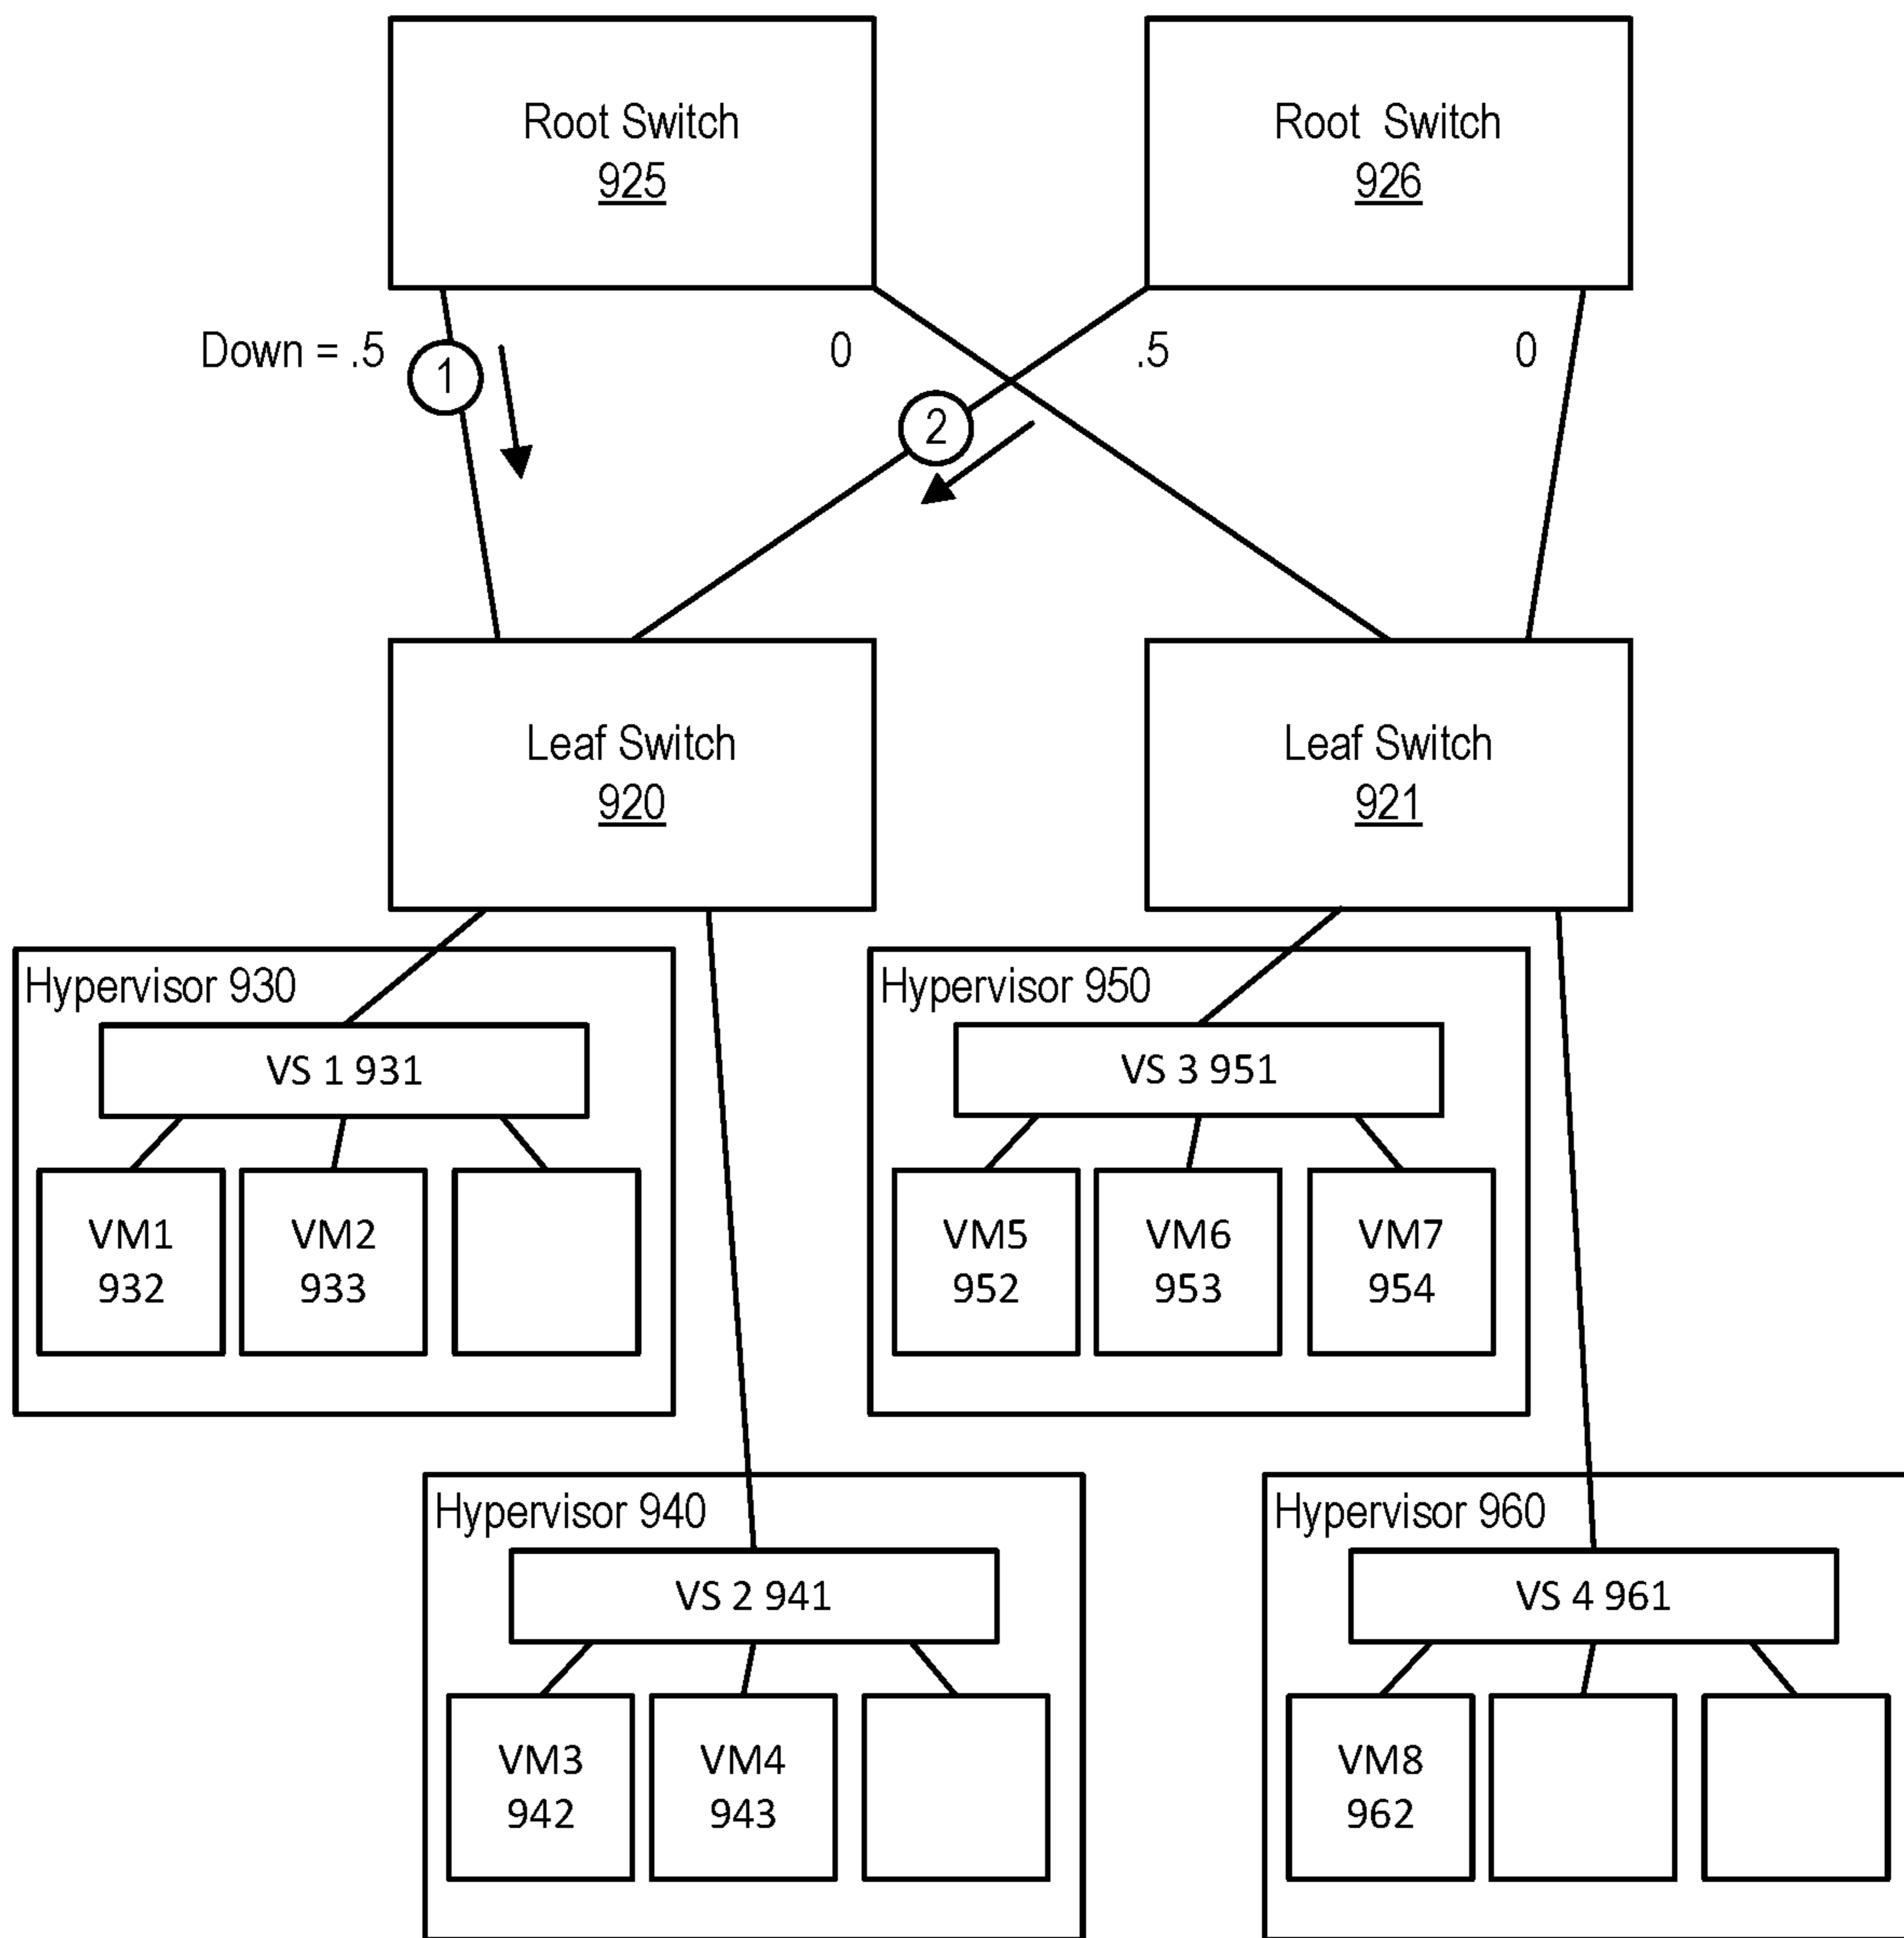 Root Switch
925
Root Switch
926
Down = .5
0
.5
0
1
2
Leaf Switch
920
Leaf Switch
921
Hypervisor 930
VS 1 931
VM1
932
VM2
933
Hypervisor 950
VS 3 951
VM5
952
VM6
953
VM7
954
Hypervisor 940
VS 2 941
VM3
942
VM4
943
Hypervisor 960
VS 4 961
VM8
962